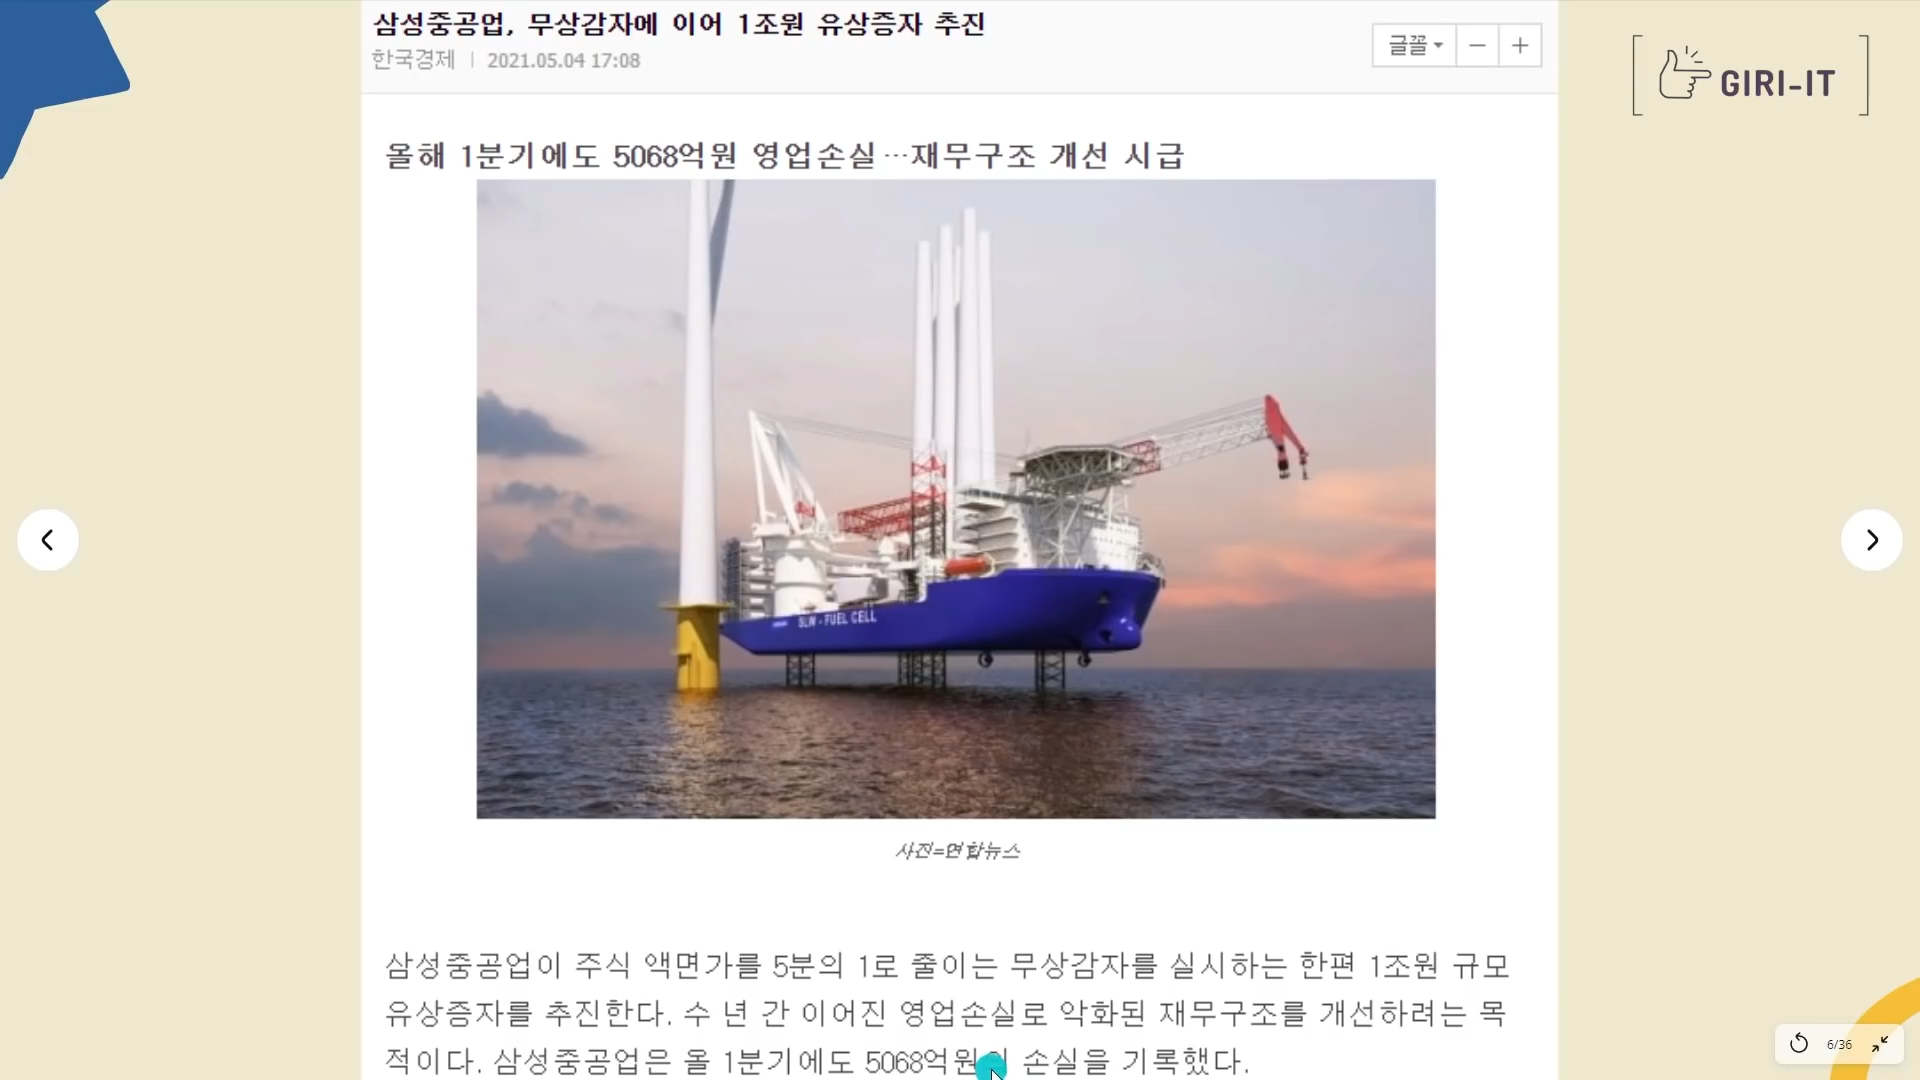 삼성중공업, 무상감자에 이어 1조원 유상증자 추진
한국경제 | 2021.05.04 17:08
글꼴
GIRI-IT
올해 1분기에도 5068억원 영업손실…재무구조 개선 시급
SLW - FUEL CELL
사진=연합뉴스
삼성중공업이 주식 액면가를 5분의 1로 줄이는 무상감자를 실시하는 한편 1조원 규모
유상증자를 추진한다. 수 년 간 이어진 영업손실로 악화된 재무구조를 개선하려는 목
적이다. 삼성중공업은 올 1분기에도 5068억원의 손실을 기록했다.
6/36